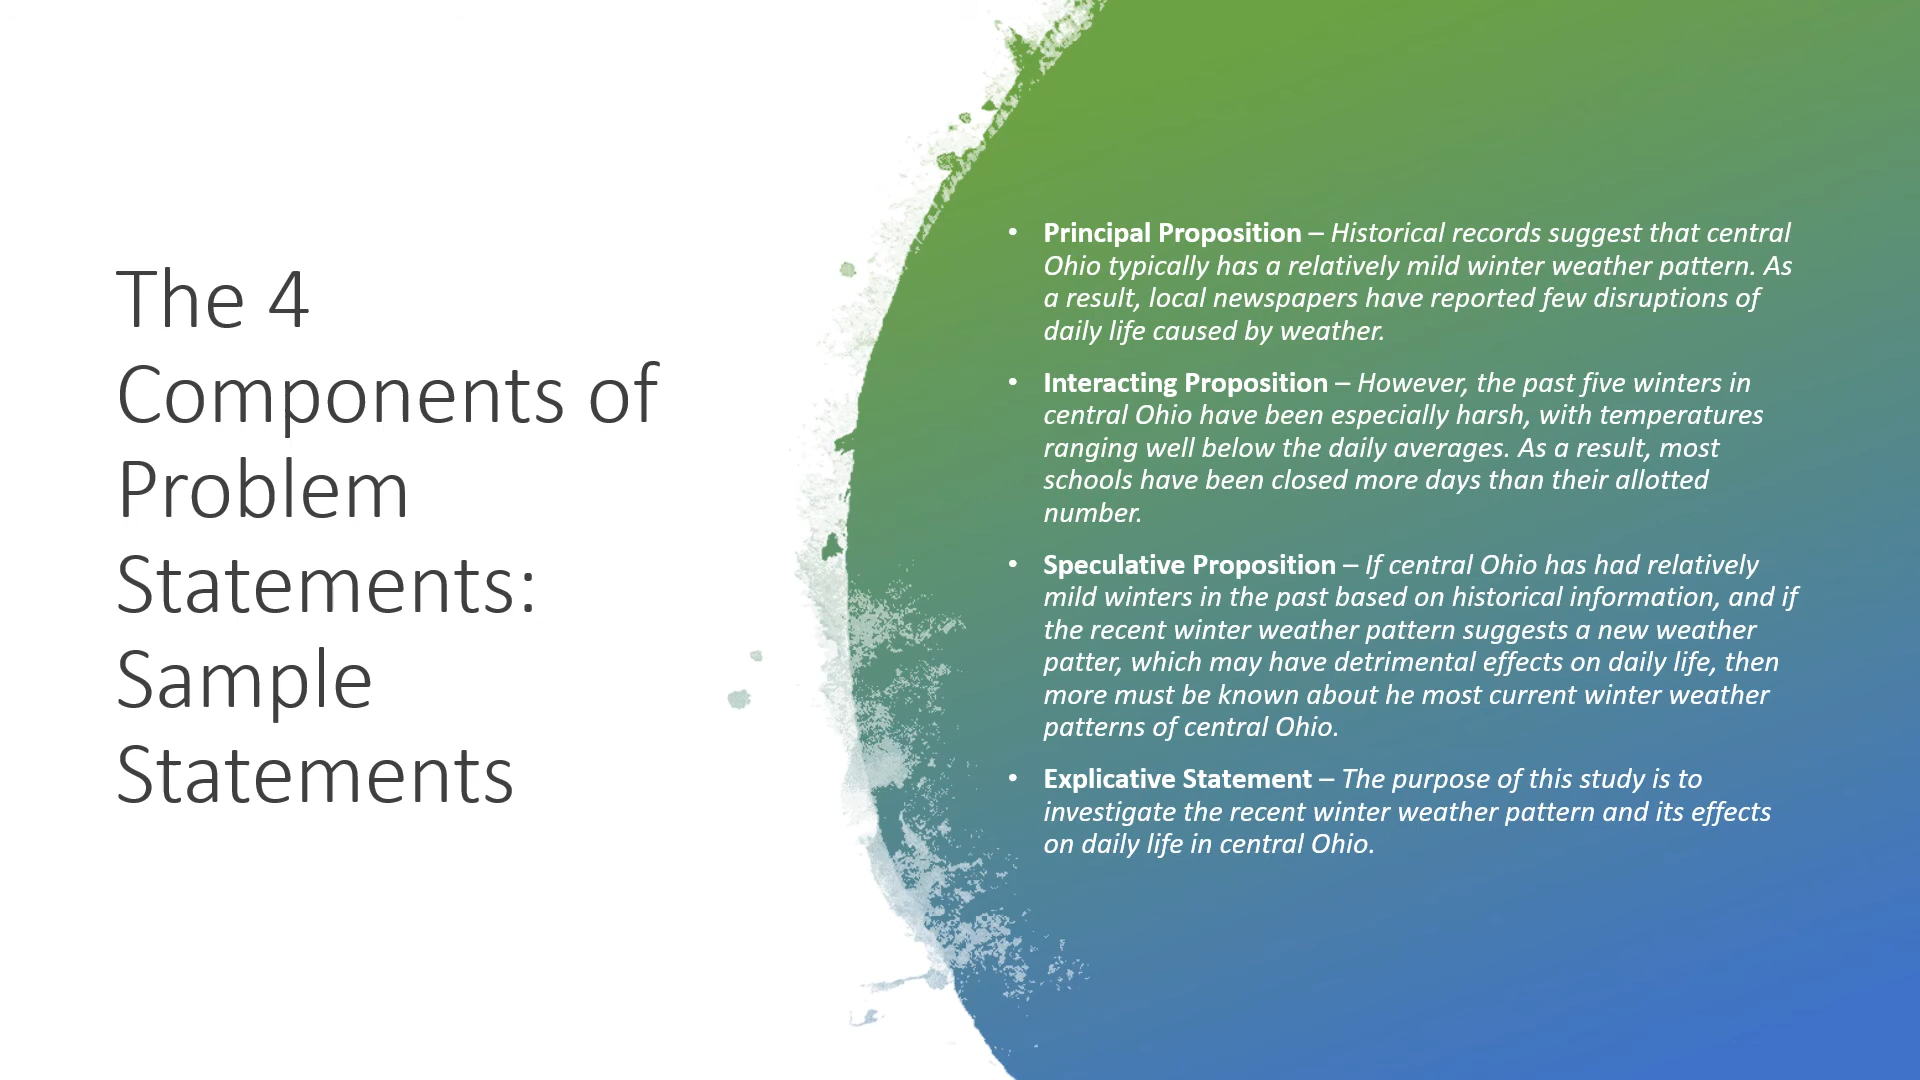 The 4
Components of
Problem
Statements:
Sample
Statements
• Principal Proposition – Historical records suggest that central
Ohio typically has a relatively mild winter weather pattern. As
a result, local newspapers have reported few disruptions of
daily life caused by weather.
• Interacting Proposition – However, the past five winters in
central Ohio have been especially harsh, with temperatures
ranging well below the daily averages. As a result, most
schools have been closed more days than their allotted
number.
• Speculative Proposition – If central Ohio has had relatively
mild winters in the past based on historical information, and if
the recent winter weather pattern suggests a new weather
patter, which may have detrimental effects on daily life, then
more must be known about he most current winter weather
patterns of central Ohio.
• Explicative Statement – The purpose of this study is to
investigate the recent winter weather pattern and its effects
on daily life in central Ohio.